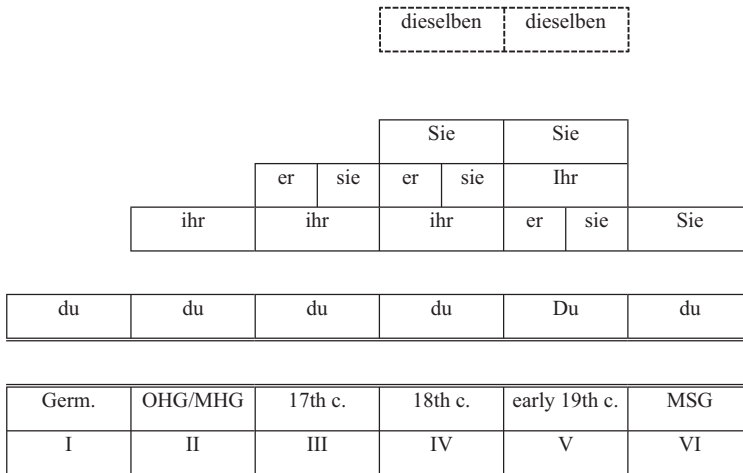 dieselben dieselben
Sie Sie
er sie er sie Ihr
ihr ihr ihr er sie Sie
du du du du Du du
Germ. OHG/MHG 17th c. 18th c. early 19th c. MSG
I II III IV V VI